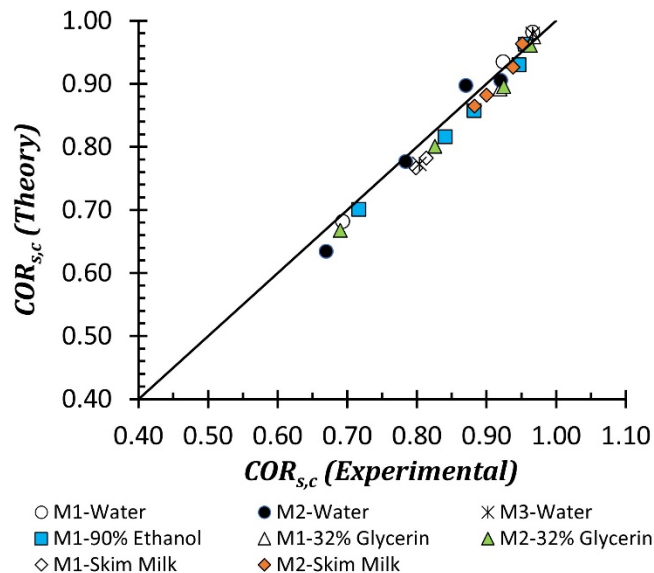 1.00
0.90
0.80
0.70
0.60
0.50
0.40
CORs,c (Theory)
0.40 0.50 0.60 0.70 0.80 0.90 1.00 1.10
CORs,c (Experimental)
M1-Water M2-Water M3-Water
M1-90% Ethanol M1-32% Glycerin M2-32% Glycerin
M1-Skim Milk M2-Skim Milk